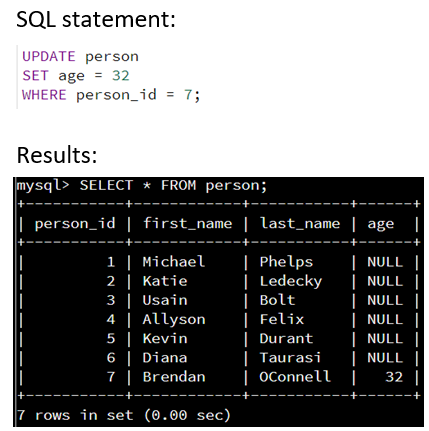 SQL statement:
UPDATE person
SET age = 32
WHERE person_id = 7;
Results:
mysql> SELECT * FROM person;
+-----------+------------+-----------+------+
| person_id | first_name | last_name | age  |
+-----------+------------+-----------+------+
|         1 | Michael    | Phelps    | NULL |
|         2 | Katie      | Ledecky   | NULL |
|         3 | Usain      | Bolt      | NULL |
|         4 | Allyson    | Felix     | NULL |
|         5 | Kevin      | Durant    | NULL |
|         6 | Diana      | Taurasi   | NULL |
|         7 | Brendan    | OConnell  |   32 |
+-----------+------------+-----------+------+
7 rows in set (0.00 sec)